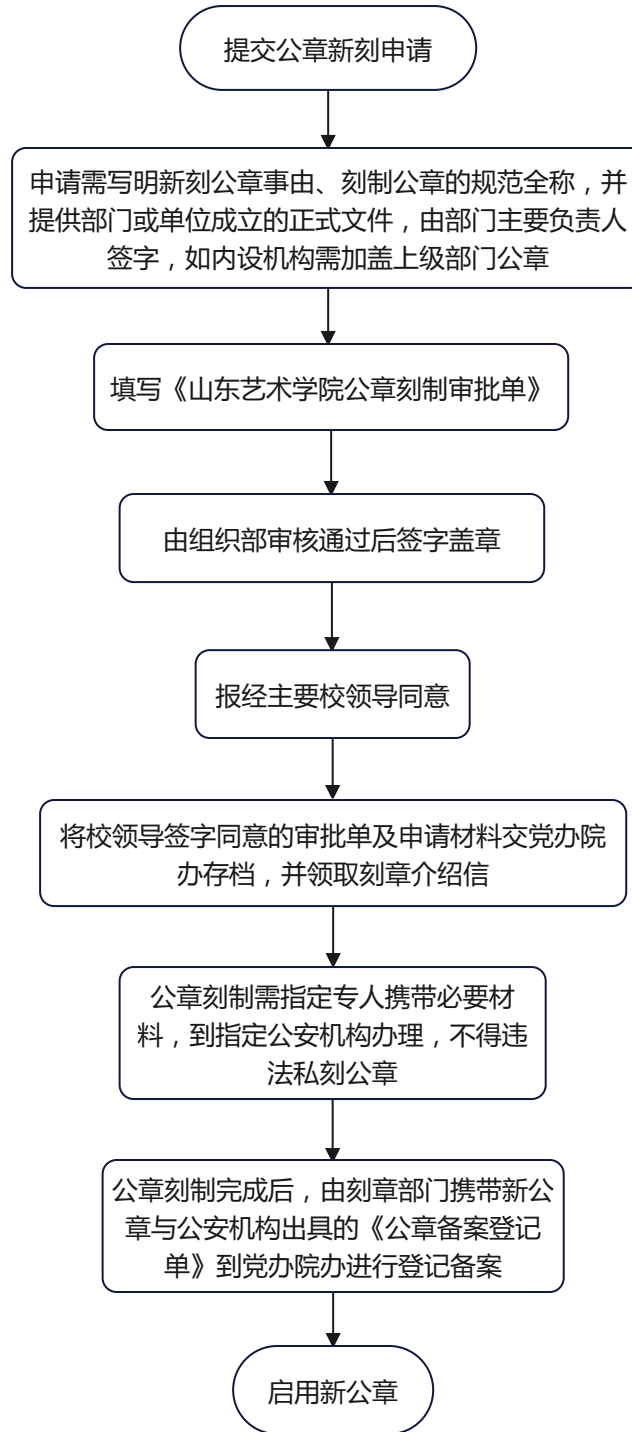 提交公章新刻申请
申请需写明新刻公章事由、刻制公章的规范全称，并
提供部门或单位成立的正式文件，由部门主要负责人
签字，如内设机构需加盖上级部门公章
填写《山东艺术学院公章刻制审批单》
由组织部审核通过后签字盖章
报经主要校领导同意
将校领导签字同意的审批单及申请材料交党办院
办存档，并领取刻章介绍信
公章刻制需指定专人携带必要材
料，到指定公安机构办理，不得违
法私刻公章
公章刻制完成后，由刻章部门携带新公
章与公安机构出具的《公章备案登记
单》到党办院办进行登记备案
启用新公章